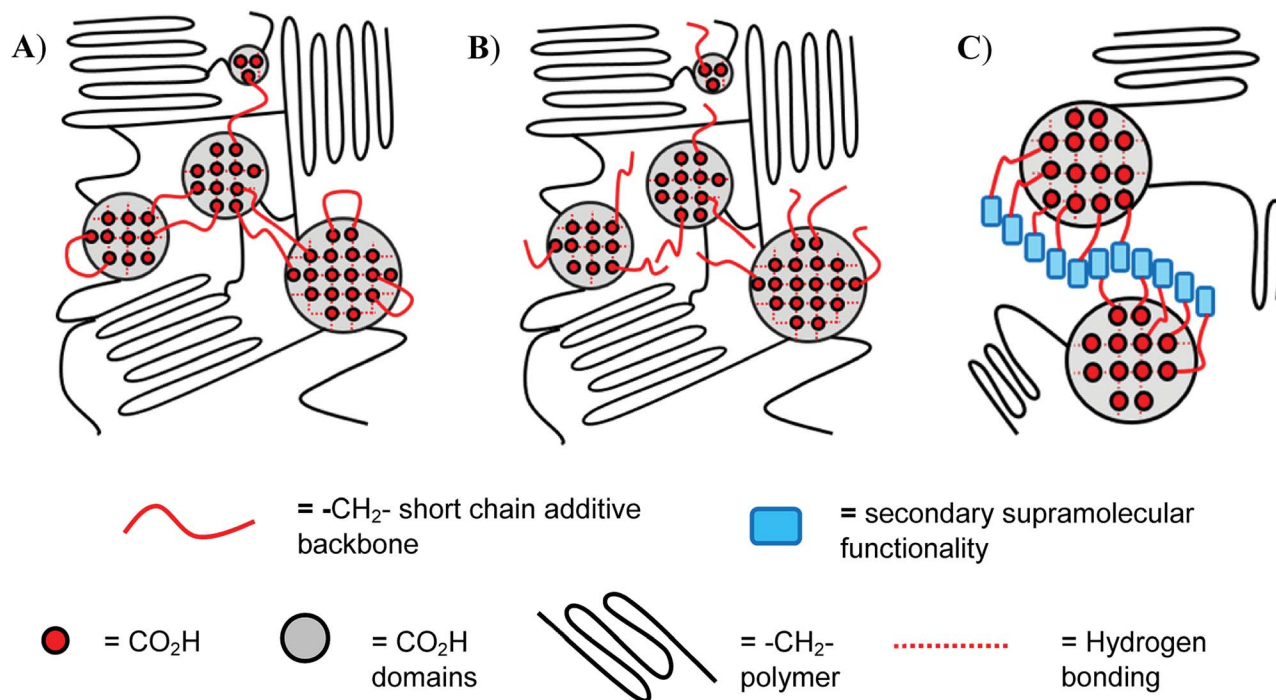 A)
B)
C)
= -CH₂- short chain additive
backbone
= secondary supramolecular
functionality
= CO₂H
= CO₂H
domains
= -CH₂-
polymer
= Hydrogen
bonding